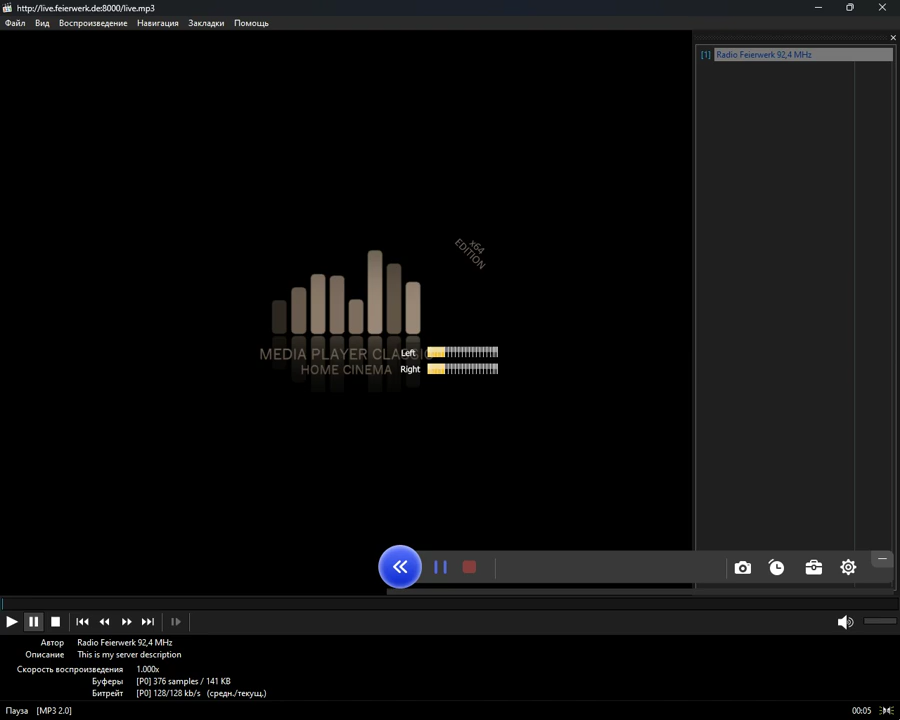 http://live.feierwerk.de:8000/live.mp3
Файл Вид Воспроизведение Навигация Закладки Помощь
[1] Radio Feierwerk 92,4 MHz
x64
EDITION
MEDIA PLAYER CLASSIC
HOME CINEMA
Left
Right
Автор Radio Feierwerk 92,4 MHz
Описание This is my server description
Скорость воспроизведения 1.000x
Буферы [P0] 376 samples / 141 KB
Битрейт [P0] 128/128 kb/s (средн./текущ.)
Пауза [MP3 2.0] 00:05